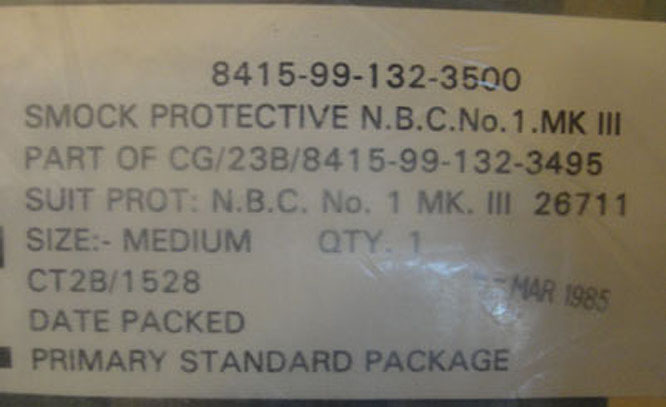 8415-99-132-3500
SMOCK PROTECTIVE N.B.C.No.1.MK III
PART OF CG/23B/8415-99-132-3495
SUIT PROT: N.B.C. No. 1 MK. III 26711
SIZE:- MEDIUM QTY. 1
CT2B/1528
MAR 1985
DATE PACKED
PRIMARY STANDARD PACKAGE